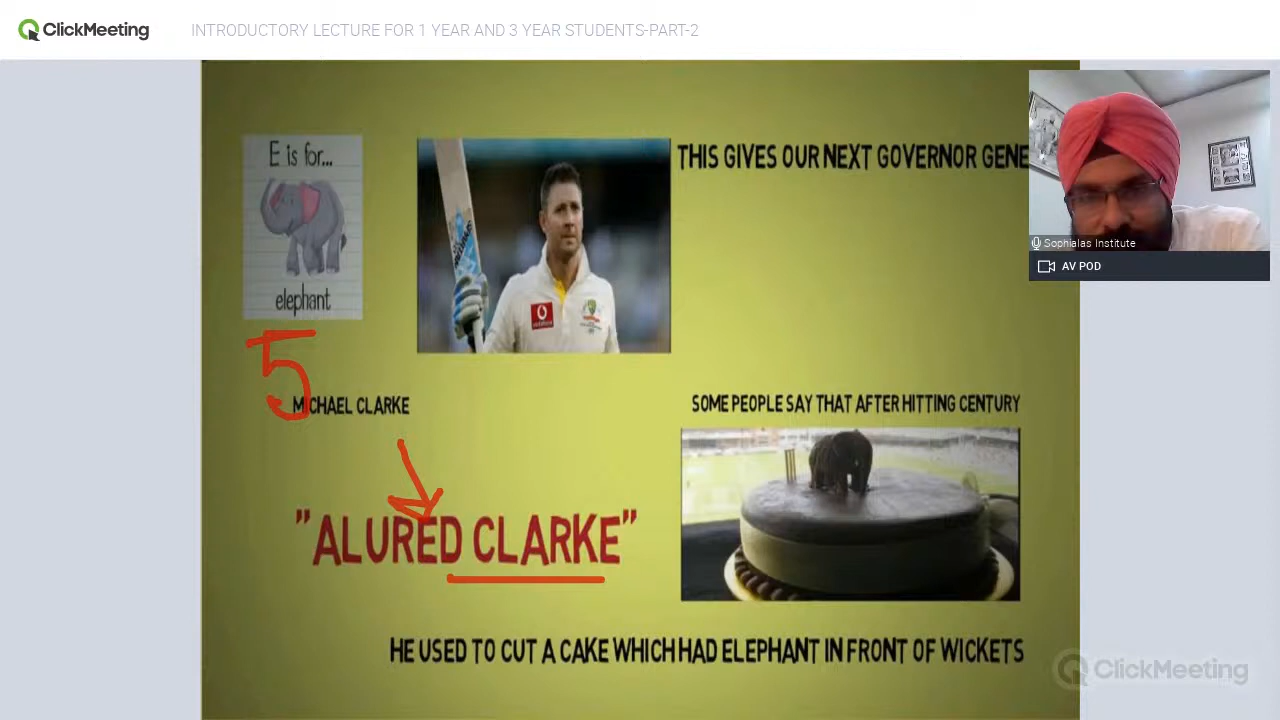 ClickMeeting
INTRODUCTORY LECTURE FOR 1 YEAR AND 3 YEAR STUDENTS-PART-2
E is for...
elephant
THIS GIVES OUR NEXT GOVERNOR GENE
Sophialas Institute
AV POD
5
MICHAEL CLARKE
SOME PEOPLE SAY THAT AFTER HITTING CENTURY
"ALURED CLARKE"
HE USED TO CUT A CAKE WHICH HAD ELEPHANT IN FRONT OF WICKETS
ClickMeeting